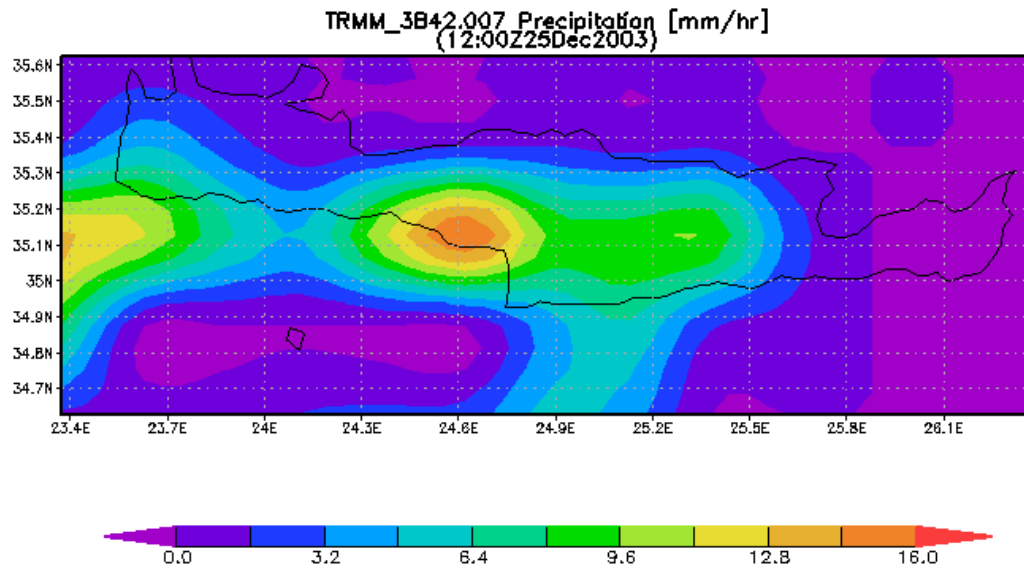 TRMM_3B42.007 Precipitation [mm/hr]
(12:00Z25Dec2003)
35.6N
35.5N
35.4N
35.3N
35.2N
35.1N
35N
34.9N
34.8N
34.7N
23.4E 23.7E 24E 24.3E 24.6E 24.9E 25.2E 25.5E 25.8E 26.1E
0.0 3.2 6.4 9.6 12.8 16.0